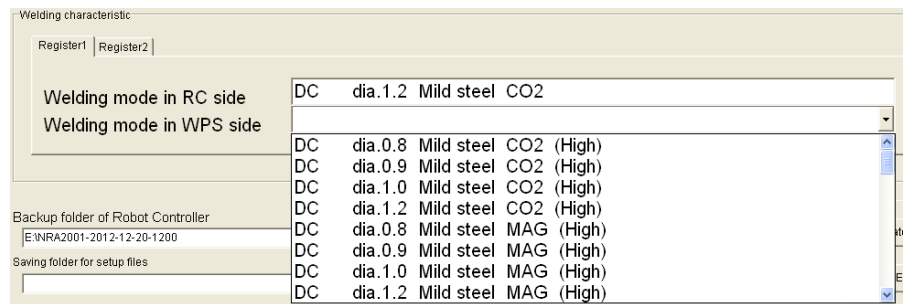 Welding characteristic
Register1 Register2
Welding mode in RC side DC dia.1.2 Mild steel CO2
Welding mode in WPS side
DC dia.0.8 Mild steel CO2 (High)
DC dia.0.9 Mild steel CO2 (High)
DC dia.1.0 Mild steel CO2 (High)
DC dia.1.2 Mild steel CO2 (High)
DC dia.0.8 Mild steel MAG (High)
DC dia.0.9 Mild steel MAG (High)
DC dia.1.0 Mild steel MAG (High)
DC dia.1.2 Mild steel MAG (High)
Backup folder of Robot Controller
E:\NRA2001-2012-12-20-1200
Saving folder for setup files